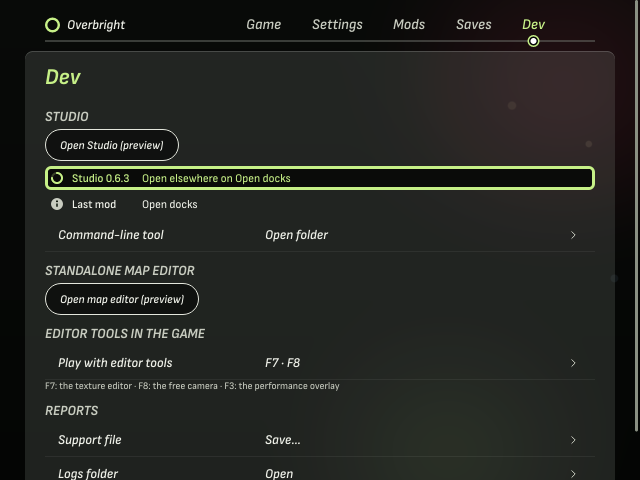 Overbright
Game Settings Mods Saves Dev
Dev
STUDIO
Open Studio (preview)
Studio 0.6.3 Open elsewhere on Open docks
Last mod Open docks
Command-line tool Open folder
STANDALONE MAP EDITOR
Open map editor (preview)
EDITOR TOOLS IN THE GAME
Play with editor tools F7 · F8
F7: the texture editor · F8: the free camera · F3: the performance overlay
REPORTS
Support file Save...
Logs folder Open